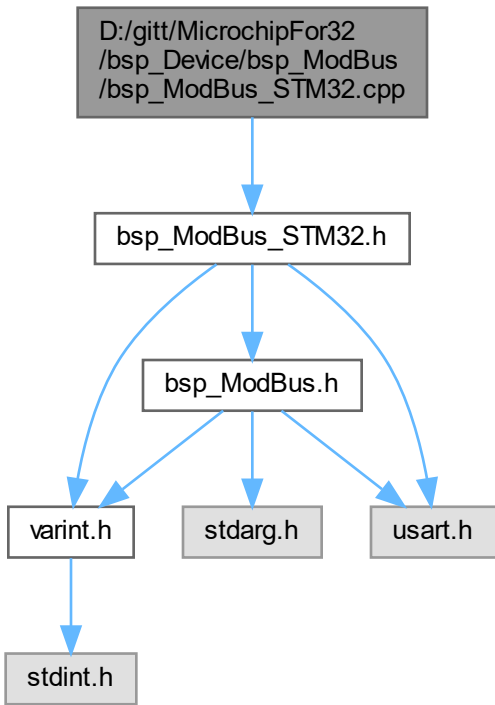 D:/gitt/MicrochipFor32
/bsp_Device/bsp_ModBus
/bsp_ModBus_STM32.cpp
bsp_ModBus_STM32.h
bsp_ModBus.h
varint.h
stdarg.h
usart.h
stdint.h